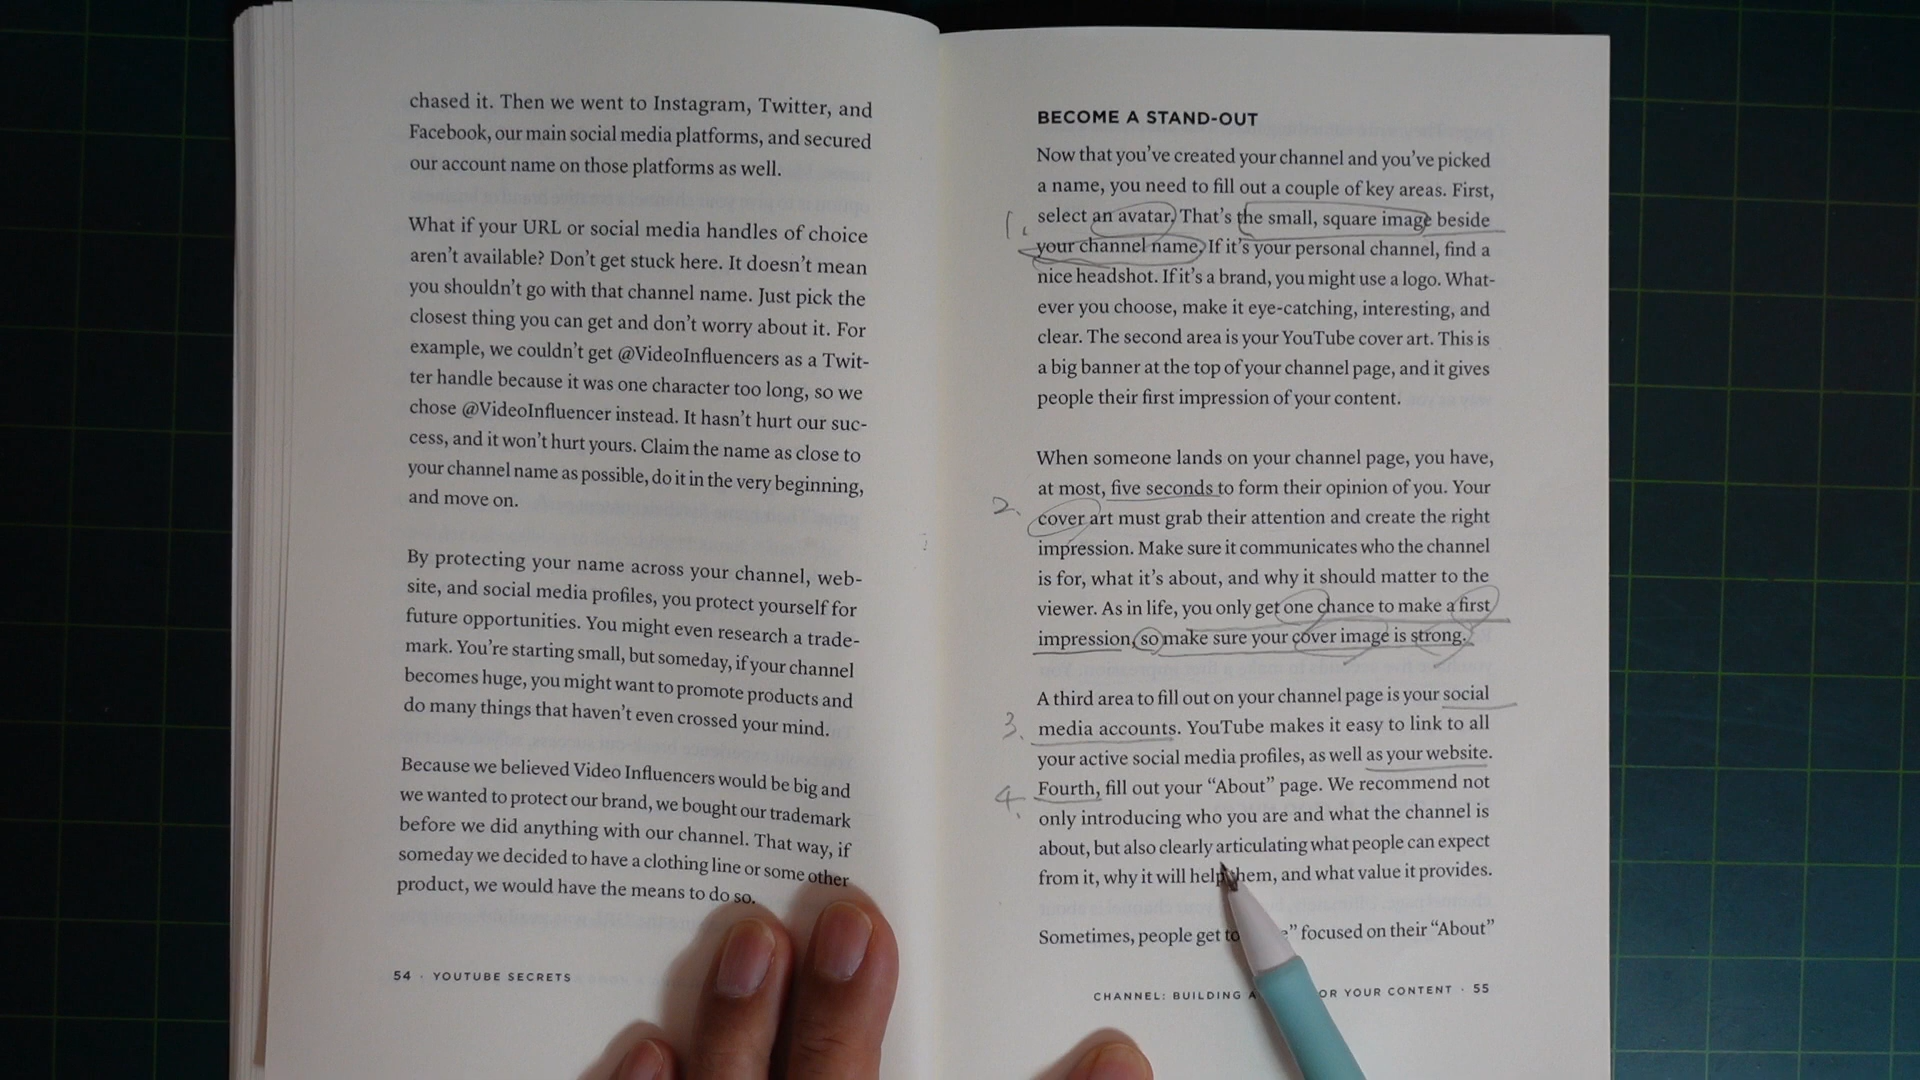 chased it. Then we went to Instagram, Twitter, and
Facebook, our main social media platforms, and secured
our account name on those platforms as well.
What if your URL or social media handles of choice
aren't available? Don't get stuck here. It doesn't mean
you shouldn't go with that channel name. Just pick the
closest thing you can get and don't worry about it. For
example, we couldn't get @VideoInfluencers as a Twit-
ter handle because it was one character too long, so we
chose @VideoInfluencer instead. It hasn't hurt our suc-
cess, and it won't hurt yours. Claim the name as close to
your channel name as possible, do it in the very beginning,
and move on.
By protecting your name across your channel, web-
site, and social media profiles, you protect yourself for
future opportunities. You might even research a trade-
mark. You're starting small, but someday, if your channel
becomes huge, you might want to promote products and
do many things that haven't even crossed your mind.
Because we believed Video Influencers would be big and
we wanted to protect our brand, we bought our trademark
before we did anything with our channel. That way, if
someday we decided to have a clothing line or some other
product, we would have the means to do so.
54 · YOUTUBE SECRETS
BECOME A STAND-OUT
Now that you've created your channel and you've picked
a name, you need to fill out a couple of key areas. First,
1. select an avatar. That's the small, square image beside
your channel name. If it's your personal channel, find a
nice headshot. If it's a brand, you might use a logo. What-
ever you choose, make it eye-catching, interesting, and
clear. The second area is your YouTube cover art. This is
a big banner at the top of your channel page, and it gives
people their first impression of your content.
When someone lands on your channel page, you have,
at most, five seconds to form their opinion of you. Your
2. cover art must grab their attention and create the right
impression. Make sure it communicates who the channel
is for, what it's about, and why it should matter to the
viewer. As in life, you only get one chance to make a first
impression, so make sure your cover image is strong.
A third area to fill out on your channel page is your social
3. media accounts. YouTube makes it easy to link to all
your active social media profiles, as well as your website.
4. Fourth, fill out your “About” page. We recommend not
only introducing who you are and what the channel is
about, but also clearly articulating what people can expect
from it, why it will help them, and what value it provides.
Sometimes, people get focused on their “About”
CHANNEL: BUILDING YOUR CONTENT · 55